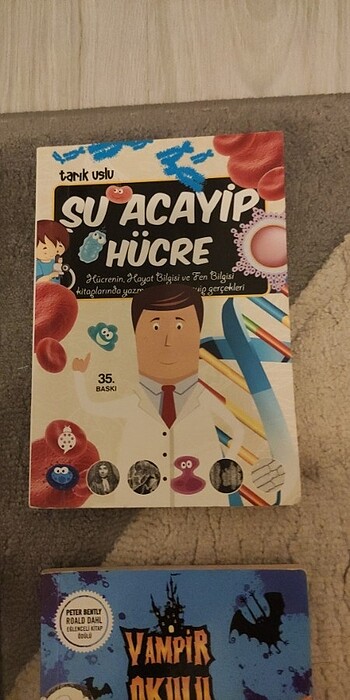 tarık uslu
ŞU ACAYİP
HÜCRE
Hücrenin, Hayat Bilgisi ve Fen Bilgisi
kitaplarında gerçekleri
35.
BASKI
PETER BENTLY
ROALD DAHL
EĞLENCELİ KİTAP
ÖDÜLÜ
VAMPİR
OKULU